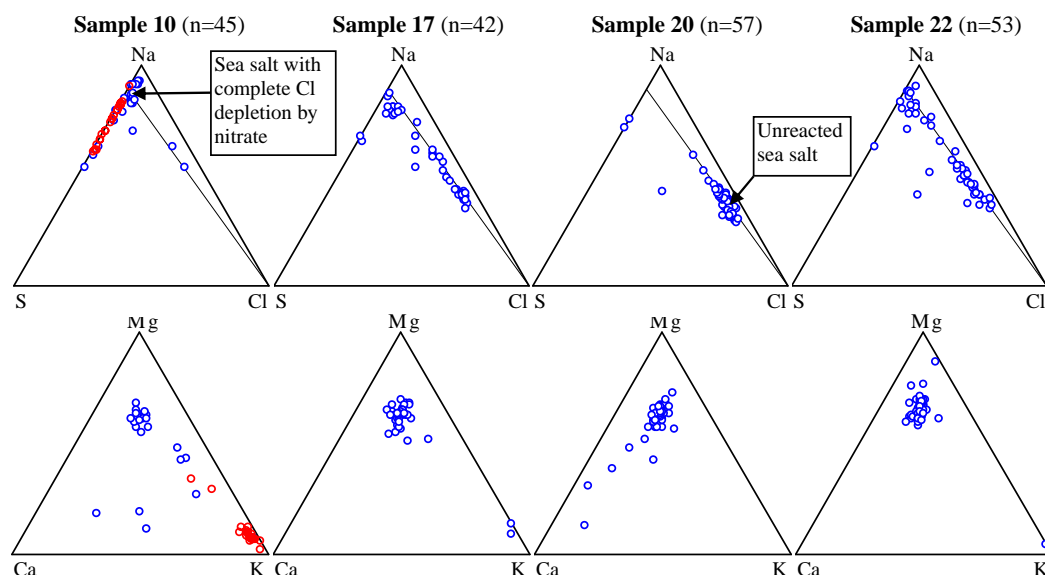 Sample 10 (n=45) Sample 17 (n=42) Sample 20 (n=57) Sample 22 (n=53)
Na Na Na Na
Sea salt with
complete Cl
depletion by
nitrate
Unreacted
sea salt
S Cl S Cl S Cl S Cl
Mg Mg Mg Mg
Ca K Ca K Ca K Ca K